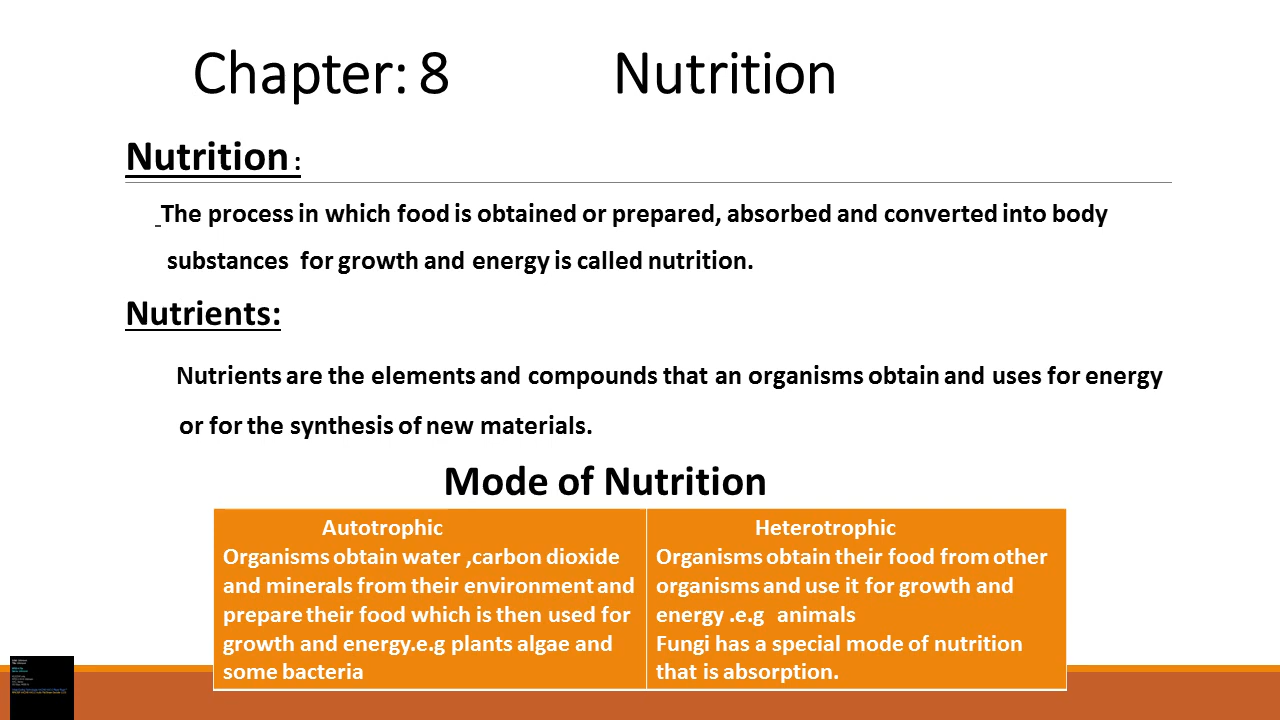 Chapter: 8 Nutrition
Nutrition :
The process in which food is obtained or prepared, absorbed and converted into body
substances for growth and energy is called nutrition.
Nutrients:
Nutrients are the elements and compounds that an organisms obtain and uses for energy
or for the synthesis of new materials.
Mode of Nutrition
Autotrophic
Organisms obtain water ,carbon dioxide
and minerals from their environment and
prepare their food which is then used for
growth and energy.e.g plants algae and
some bacteria
Heterotrophic
Organisms obtain their food from other
organisms and use it for growth and
energy .e.g animals
Fungi has a special mode of nutrition
that is absorption.